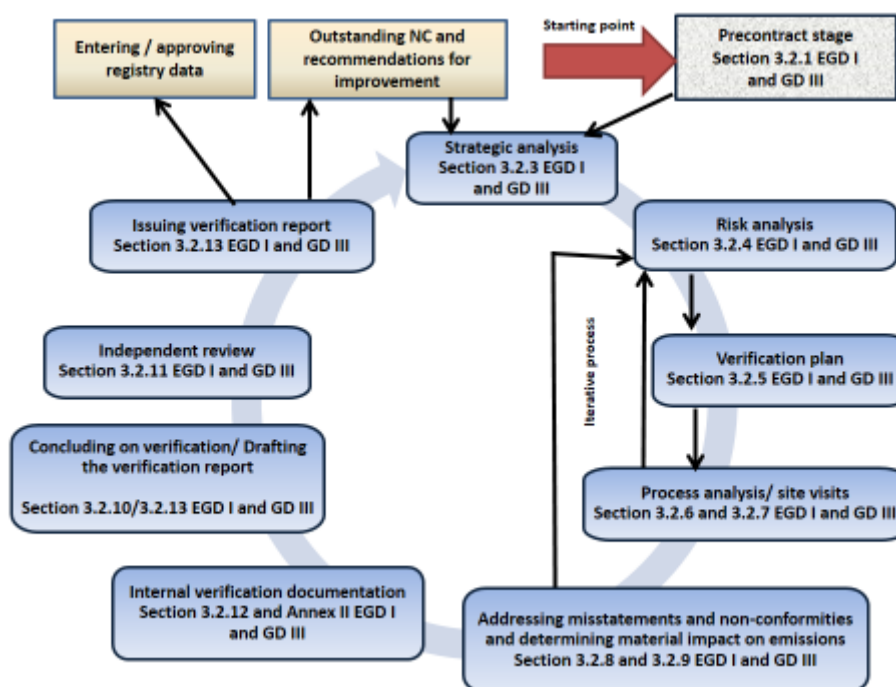 Entering / approving
registry data
Outstanding NC and
recommendations for
improvement
Starting point
Precontract stage
Section 3.2.1 EGD I
and GD III
Strategic analysis
Section 3.2.3 EGD I
and GD III
Issuing verification report
Section 3.2.13 EGD I and GD III
Risk analysis
Section 3.2.4 EGD I and GD III
Iterative process
Verification plan
Section 3.2.5 EGD I and GD III
Independent review
Section 3.2.11 EGD I and GD III
Concluding on verification/ Drafting
the verification report
Section 3.2.10/3.2.13 EGD I and GD III
Process analysis/ site visits
Section 3.2.6 and 3.2.7 EGD I and GD III
Internal verification documentation
Section 3.2.12 and Annex II EGD I
and GD III
Addressing misstatements and non-conformities
and determining material impact on emissions
Section 3.2.8 and 3.2.9 EGD I and GD III